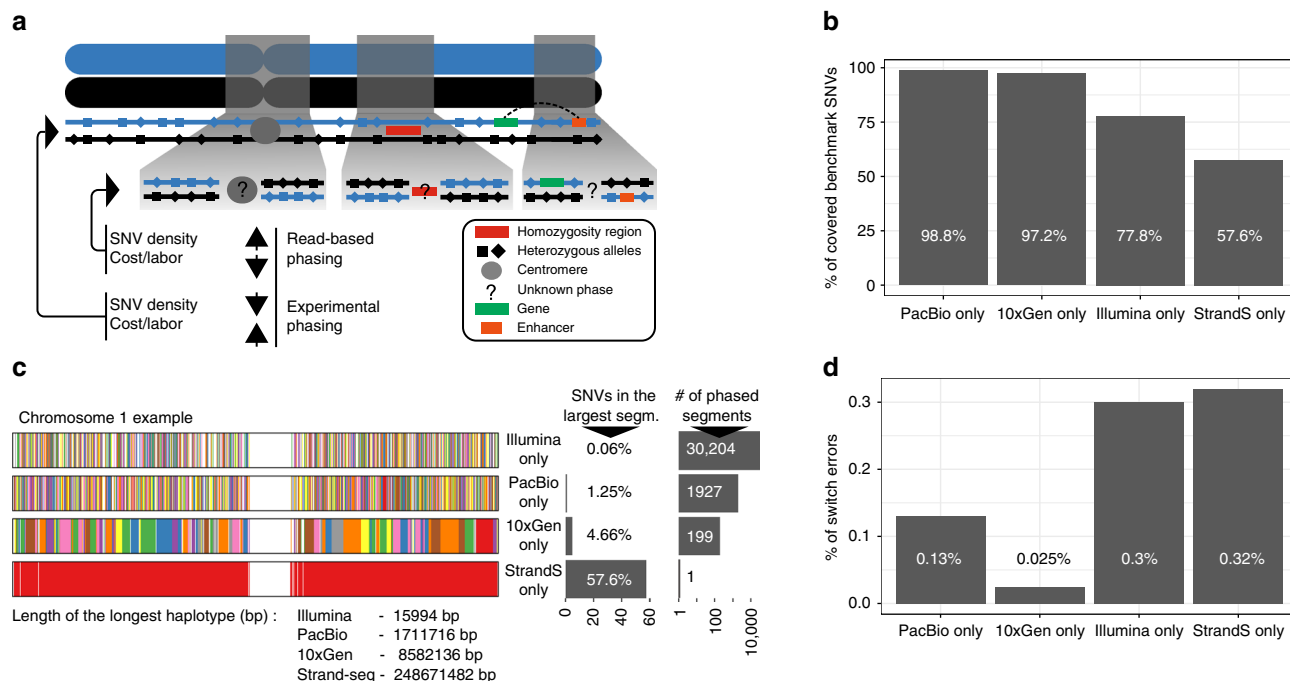 a
?
?
?
SNV density
Cost/labor
Read-based
phasing
SNV density
Cost/labor
Experimental
phasing
Homozygosity region
Heterozygous alleles
Centromere
? Unknown phase
Gene
Enhancer
b
% of covered benchmark SNVs
100
75
50
25
0
98.8%
97.2%
77.8%
57.6%
PacBio only
10xGen only
Illumina only
StrandS only
c
Chromosome 1 example
SNVs in the
largest segm.
# of phased
segments
Illumina
only
0.06%
30,204
PacBio
only
1.25%
1927
10xGen
only
4.66%
199
StrandS
only
57.6%
1
0
20
40
60
1
100
10,000
Length of the longest haplotype (bp) :
Illumina - 15994 bp
PacBio - 1711716 bp
10xGen - 8582136 bp
Strand-seq - 248671482 bp
d
% of switch errors
0.3
0.2
0.1
0.0
0.13%
0.025%
0.3%
0.32%
PacBio only
10xGen only
Illumina only
StrandS only